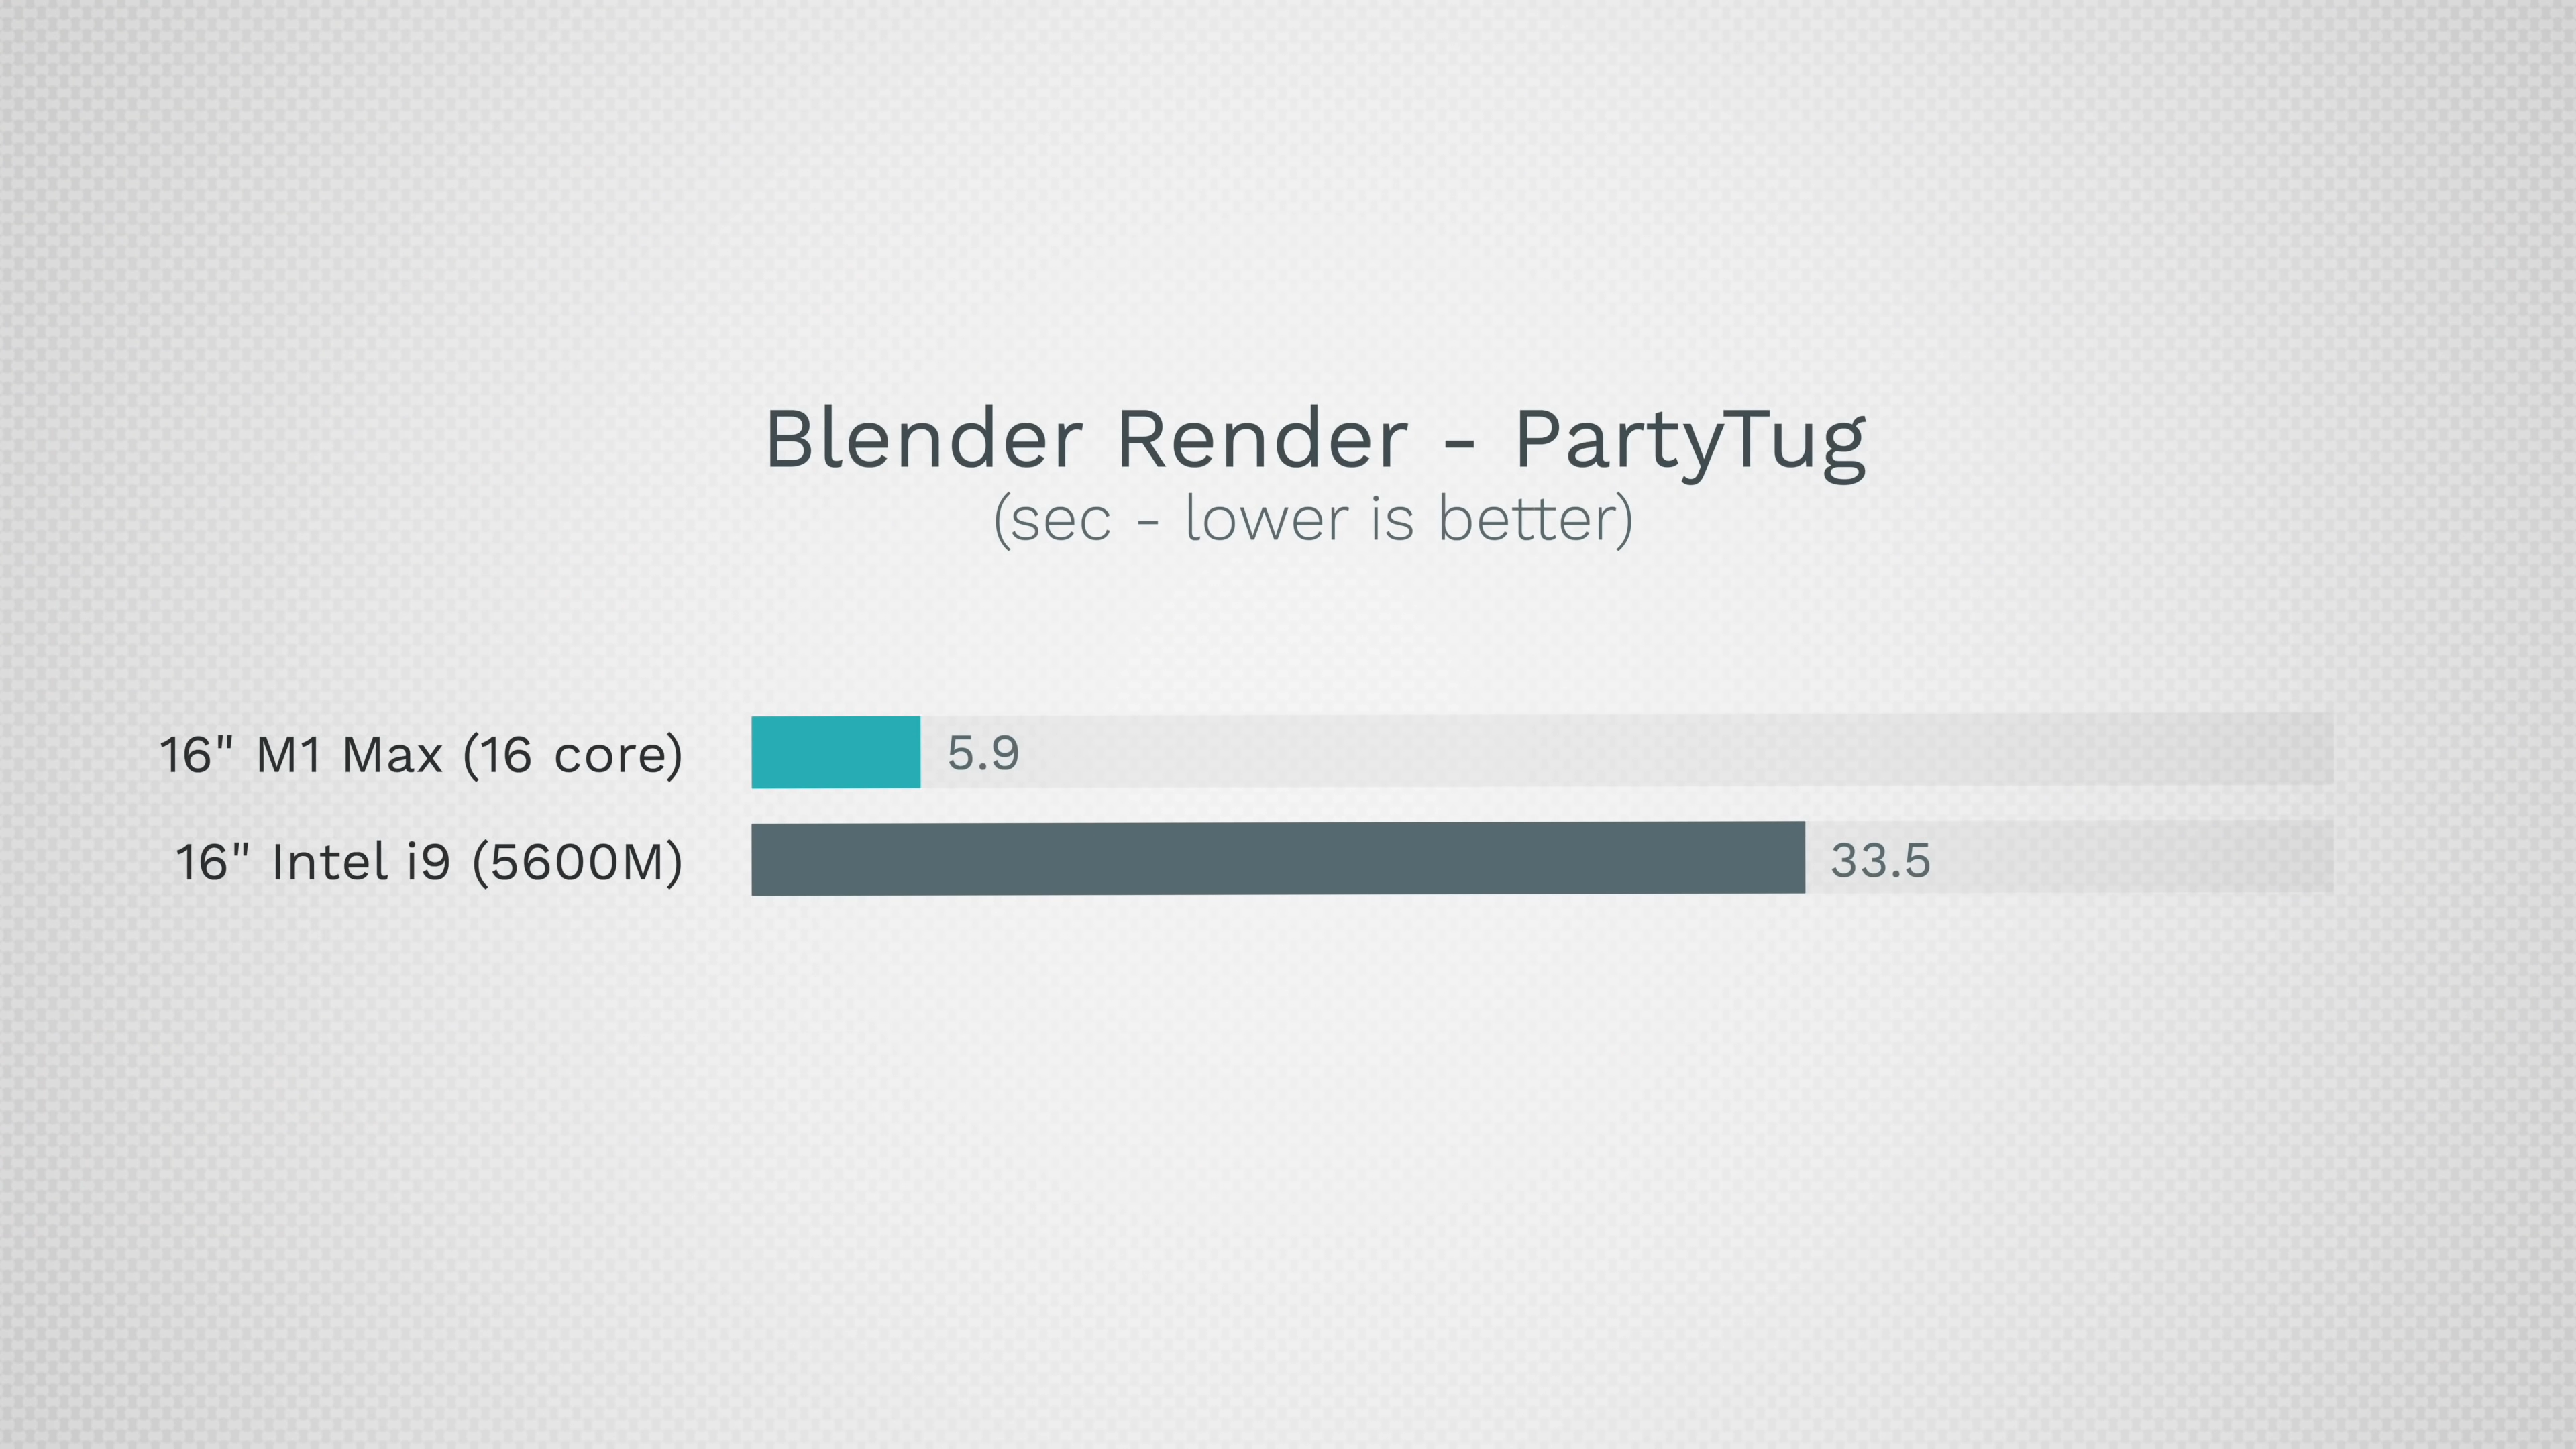 Blender Render - PartyTug
(sec - lower is better)
16" M1 Max (16 core) 5.9
16" Intel i9 (5600M) 33.5